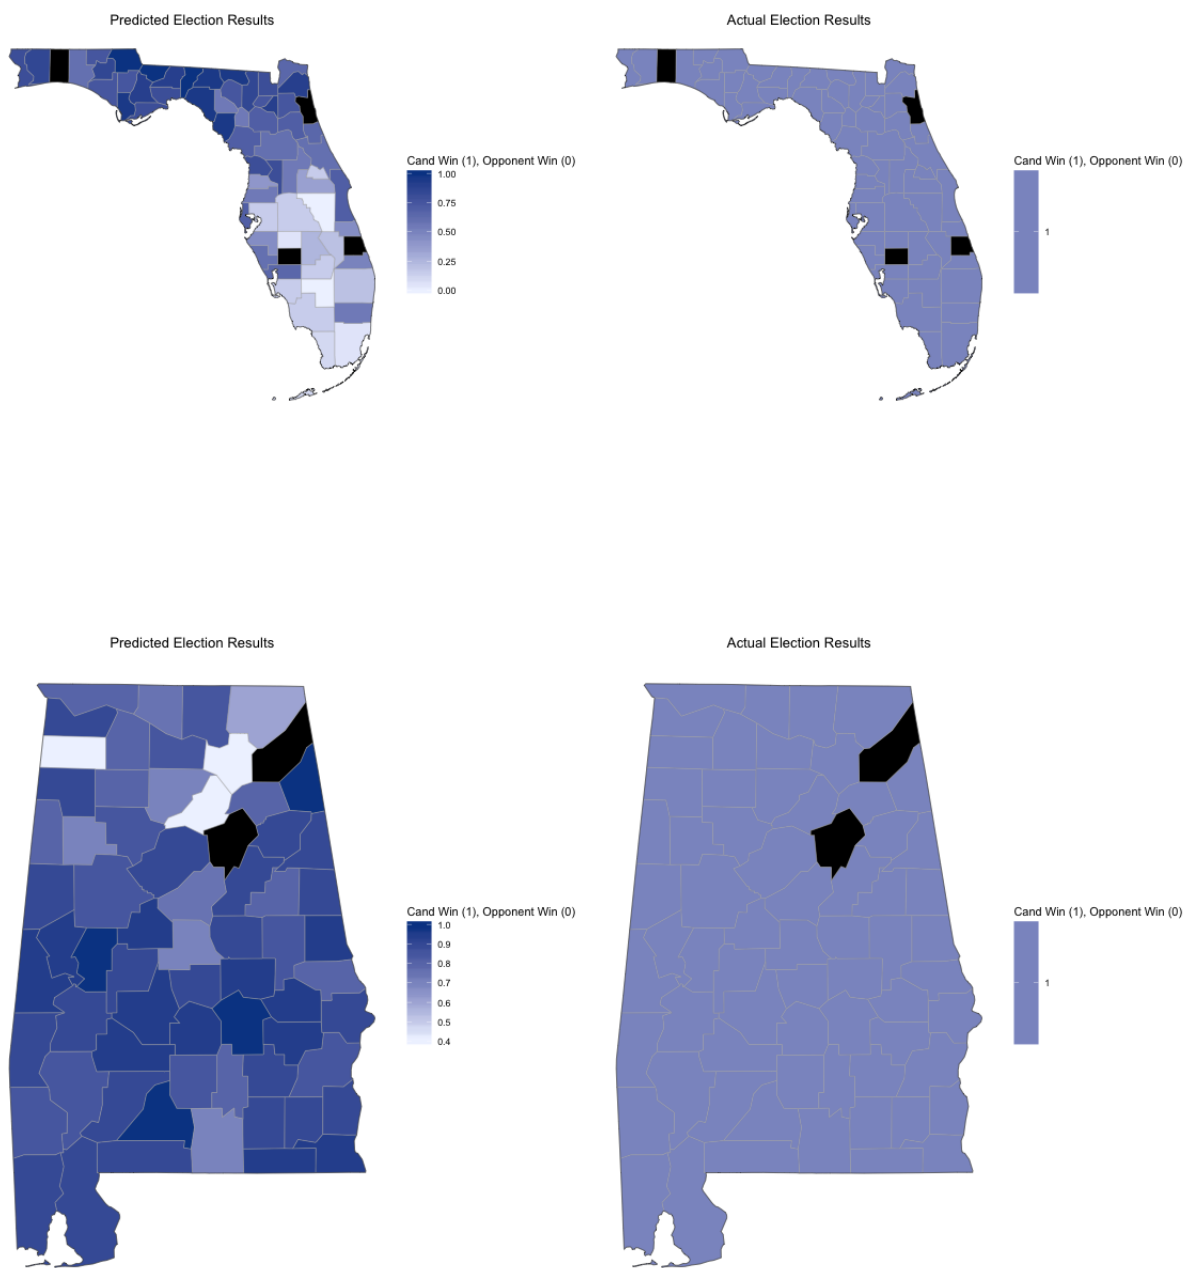 Predicted Election Results
Actual Election Results
Cand Win (1), Opponent Win (0)
1.00
0.75
0.50
0.25
0.00
Cand Win (1), Opponent Win (0)
1
Predicted Election Results
Actual Election Results
Cand Win (1), Opponent Win (0)
1.0
0.9
0.8
0.7
0.6
0.5
0.4
Cand Win (1), Opponent Win (0)
1